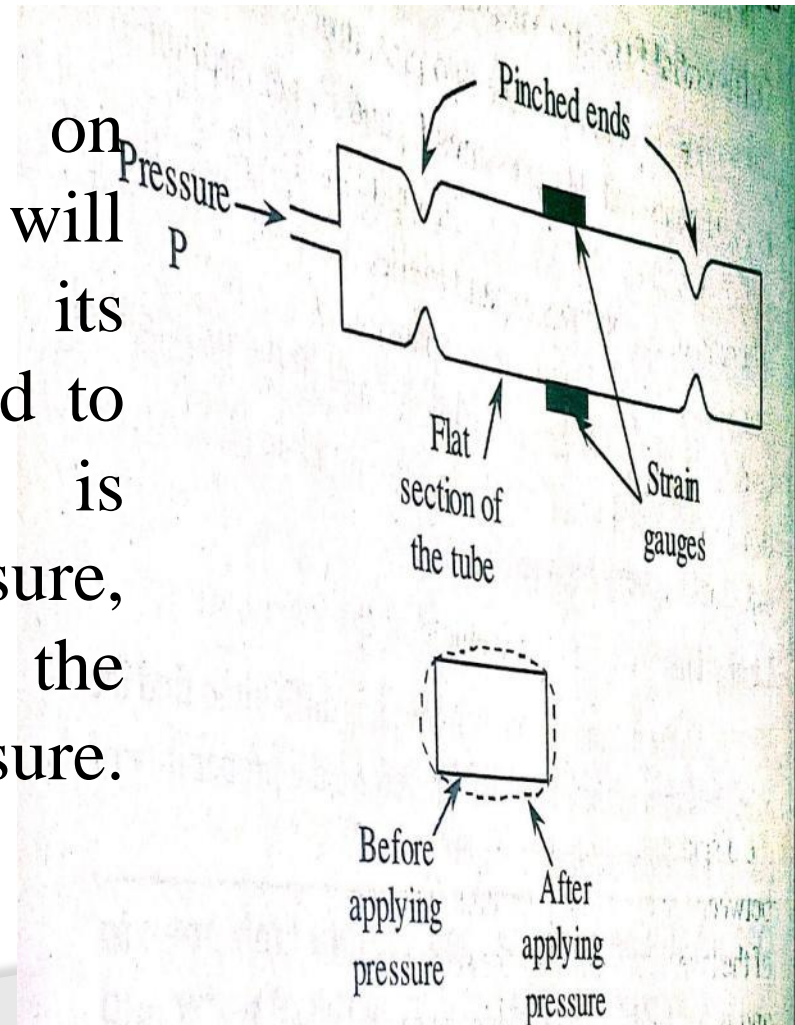 on
will
its
d to
is
sure,
the
sure.
Pressure
P
Pinched ends
Flat
section of
the tube
Strain
gauges
Before
applying
pressure
After
applying
pressure